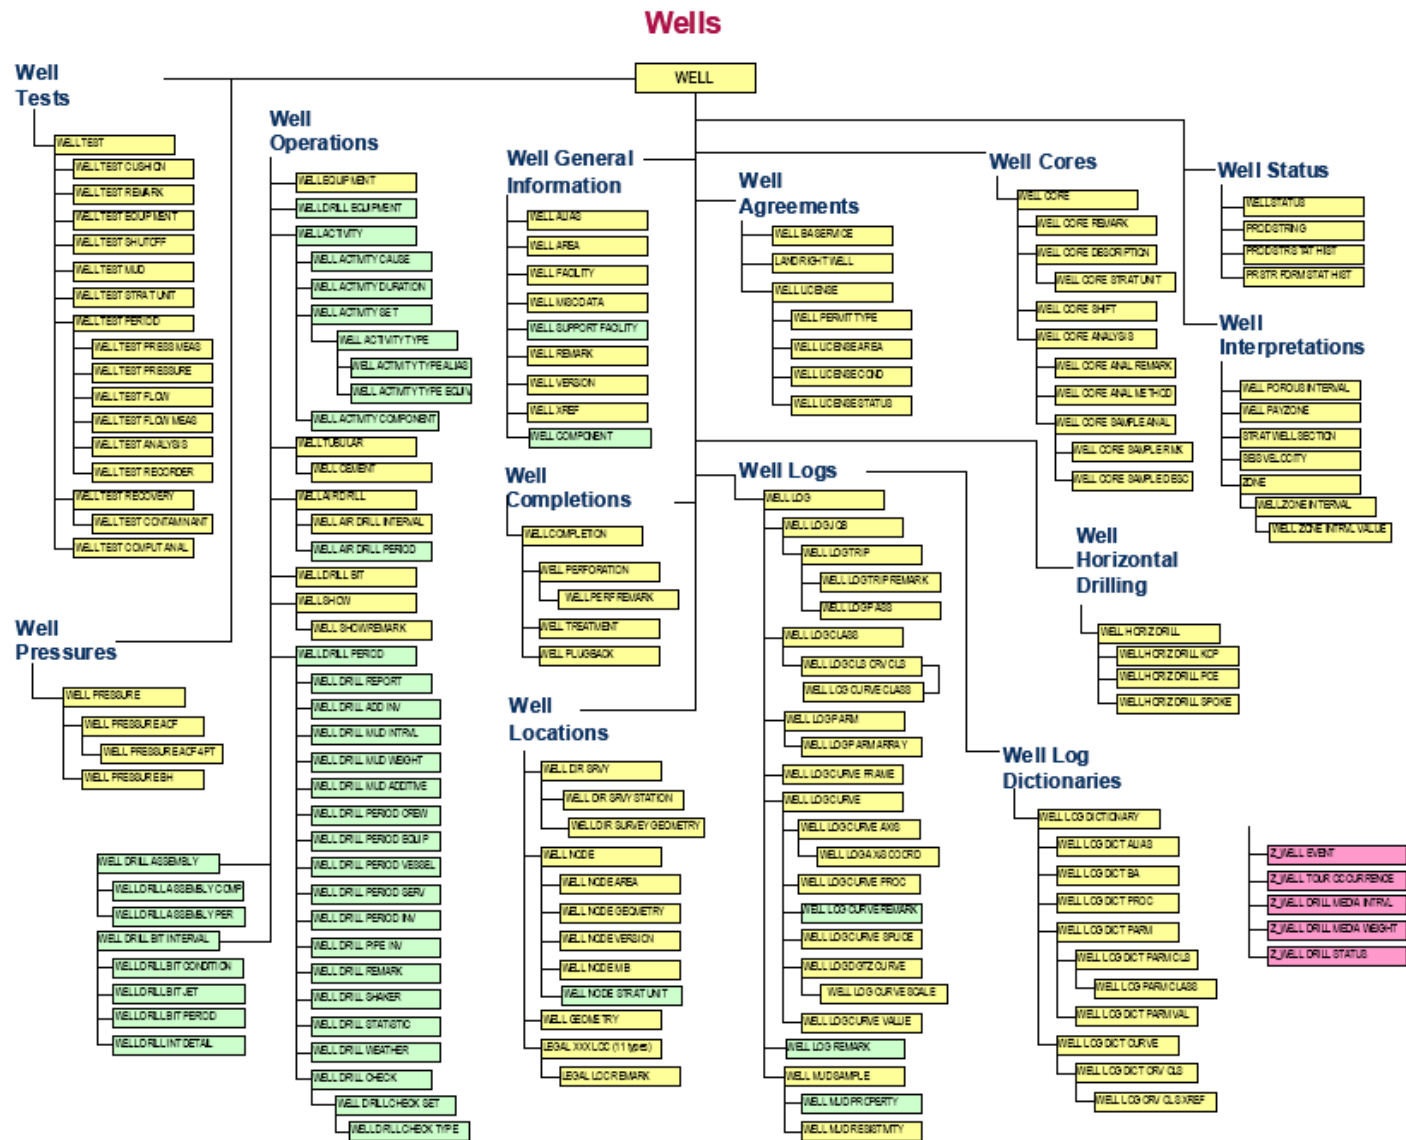 Wells
WELL
Well
Tests
WELL TEST
WELL TEST CUSHION
WELL TEST REMARK
WELL TEST EQUIPMENT
WELL TEST SHUTOFF
WELL TEST MUD
WELL TEST STRAT UNIT
WELL TEST PERIOD
WELL TEST PRESS MEAS
WELL TEST PRESSURE
WELL TEST FLOW
WELL TEST FLOW MEAS
WELL TEST ANALYSIS
WELL TEST RECORDER
WELL TEST RECOVERY
WELL TEST CONTAMINANT
WELL TEST COMPUT ANAL
Well
Pressures
WELL PRESSURE
WELL PRESSURE AOF
WELL PRESSURE AOF 4PT
WELL PRESSURE BH
WELL DRILL ASSEMBLY
WELL DRILL ASSEMBLY COMP
WELL DRILL ASSEMBLY PER
WELL DRILL BIT INTERVAL
WELL DRILL BIT CONDITION
WELL DRILL BIT JET
WELL DRILL BIT PERIOD
WELL DRILL INT DETAIL
Well
Operations
WELL EQUIPMENT
WELL DRILL EQUIPMENT
WELL ACTIVITY
WELL ACTIVITY CAUSE
WELL ACTIVITY DURATION
WELL ACTIVITY SET
WELL ACTIVITY TYPE
WELL ACTIVITY TYPE ALIAS
WELL ACTIVITY TYPE EQUIV
WELL ACTIVITY COMPONENT
WELL TUBULAR
WELL CEMENT
WELL AIR DRILL
WELL AIR DRILL INTERVAL
WELL AIR DRILL PERIOD
WELL DRILL BIT
WELL SHOW
WELL SHOW REMARK
WELL DRILL PERIOD
WELL DRILL REPORT
WELL DRILL ADD INV
WELL DRILL MUD INTRVL
WELL DRILL MUD WEIGHT
WELL DRILL MUD ADDITIVE
WELL DRILL PERIOD CREW
WELL DRILL PERIOD EQUIP
WELL DRILL PERIOD VESSEL
WELL DRILL PERIOD SERV
WELL DRILL PERIOD INV
WELL DRILL PIPE INV
WELL DRILL REMARK
WELL DRILL SHAKER
WELL DRILL STATISTIC
WELL DRILL WEATHER
WELL DRILL CHECK
WELL DRILL CHECK SET
WELL DRILL CHECK TYPE
Well General
Information
WELL ALIAS
WELL AREA
WELL FACILITY
WELL MISC DATA
WELL SUPPORT FACILITY
WELL REMARK
WELL VERSION
WELL XREF
WELL COMPONENT
Well
Completions
WELL COMPLETION
WELL PERFORATION
WELL PERF REMARK
WELL TREATMENT
WELL PLUGBACK
Well
Locations
WELL DIR SRVY
WELL DIR SRVY STATION
WELL DIR SURVEY GEOMETRY
WELL NODE
WELL NODE AREA
WELL NODE GEOMETRY
WELL NODE VERSION
WELL NODE M B
WELL NODE STRAT UNIT
WELL GEOMETRY
LEGAL XXX LOC (11 types)
LEGAL LOC REMARK
Well
Agreements
WELL BA SERVICE
LAND RIGHT WELL
WELL LICENSE
WELL PERMIT TYPE
WELL LICENSE AREA
WELL LICENSE COND
WELL LICENSE STATUS
Well Logs
WELL LOG
WELL LOG JOB
WELL LOG TRIP
WELL LOG TRIP REMARK
WELL LOG PASS
WELL LOG CLASS
WELL LOG CLS CRV CLS
WELL LOG CURVE CLASS
WELL LOG PARM
WELL LOG PARM ARRAY
WELL LOG CURVE FRAME
WELL LOG CURVE
WELL LOG CURVE AXIS
WELL LOG AXIS COORD
WELL LOG CURVE PROC
WELL LOG CURVE REMARK
WELL LOG CURVE SPLICE
WELL LOG DGTZ CURVE
WELL LOG CURVE SCALE
WELL LOG CURVE VALUE
WELL LOG REMARK
WELL MUD SAMPLE
WELL MUD PROPERTY
WELL MUD RESISTIVITY
Well Cores
WELL CORE
WELL CORE REMARK
WELL CORE DESCRIPTION
WELL CORE STRAT UNIT
WELL CORE SHIFT
WELL CORE ANALYSIS
WELL CORE ANAL REMARK
WELL CORE ANAL METHOD
WELL CORE SAMPLE ANAL
WELL CORE SAMPLE RMK
WELL CORE SAMPLE DESC
Well
Horizontal
Drilling
WELL HORIZ DRILL
WELL HORIZ DRILL KOP
WELL HORIZ DRILL POE
WELL HORIZ DRILL SPOKE
Well Log
Dictionaries
WELL LOG DICTIONARY
WELL LOG DICT ALIAS
WELL LOG DICT BA
WELL LOG DICT PROC
WELL LOG DICT PARM
WELL LOG DICT PARM CLS
WELL LOG PARM CLASS
WELL LOG DICT PARM VAL
WELL LOG DICT CURVE
WELL LOG DICT CRV CLS
WELL LOG CRV CLS XREF
Well Status
WELL STATUS
PROD STRING
PROD STR STAT HIST
PR STR FORM STAT HIST
Well
Interpretations
WELL POROUS INTERVAL
WELL PAYZONE
STRAT WELL SECTION
SEIS VELOCITY
ZONE
WELL ZONE INTERVAL
WELL ZONE INTRVL VALUE
Z_WELL EVENT
Z_WELL TOUR OCCURRENCE
Z_WELL DRILL MEDIA INTRVL
Z_WELL DRILL MEDIA WEIGHT
Z_WELL DRILL STATUS